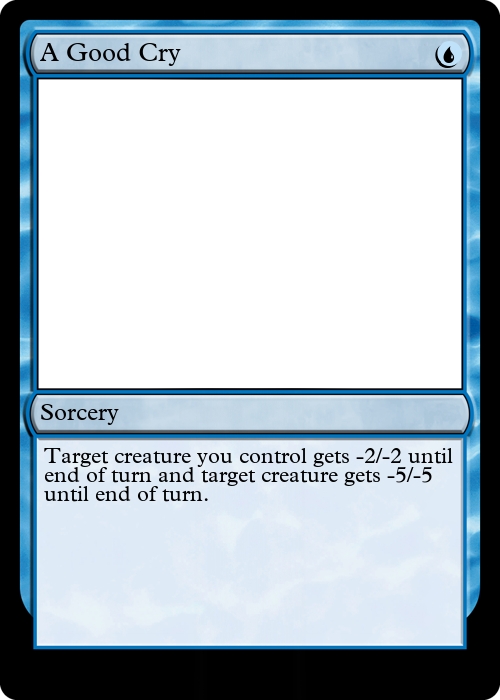 A Good Cry
Sorcery
Target creature you control gets -2/-2 until
end of turn and target creature gets -5/-5
until end of turn.